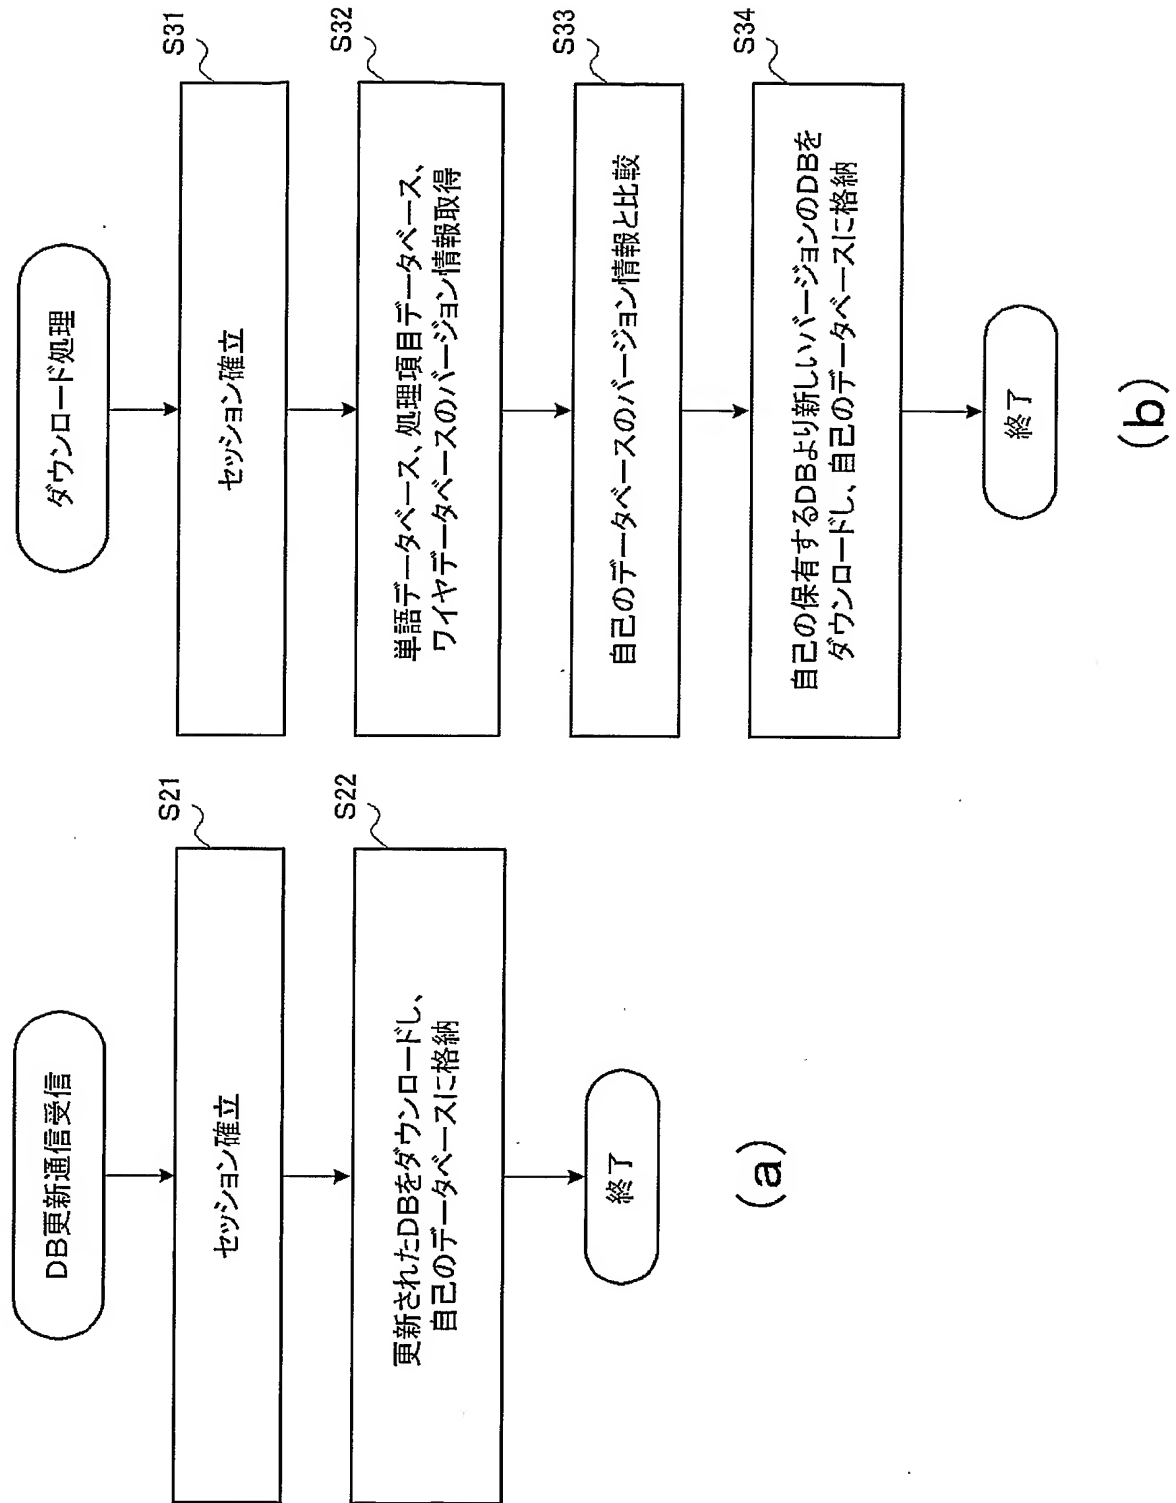 DB更新通信受信
S21
セッション確立
S22
更新されたDBをダウンロードし、
自己のデータベースに格納
終了
(a)
ダウンロード処理
S31
セッション確立
S32
単語データベース、処理項目データベース、
ワイヤデータベースのバージョン情報取得
S33
自己のデータベースのバージョン情報と比較
S34
自己の保有するDBより新しいバージョンのDBを
ダウンロードし、自己のデータベースに格納
終了
(b)